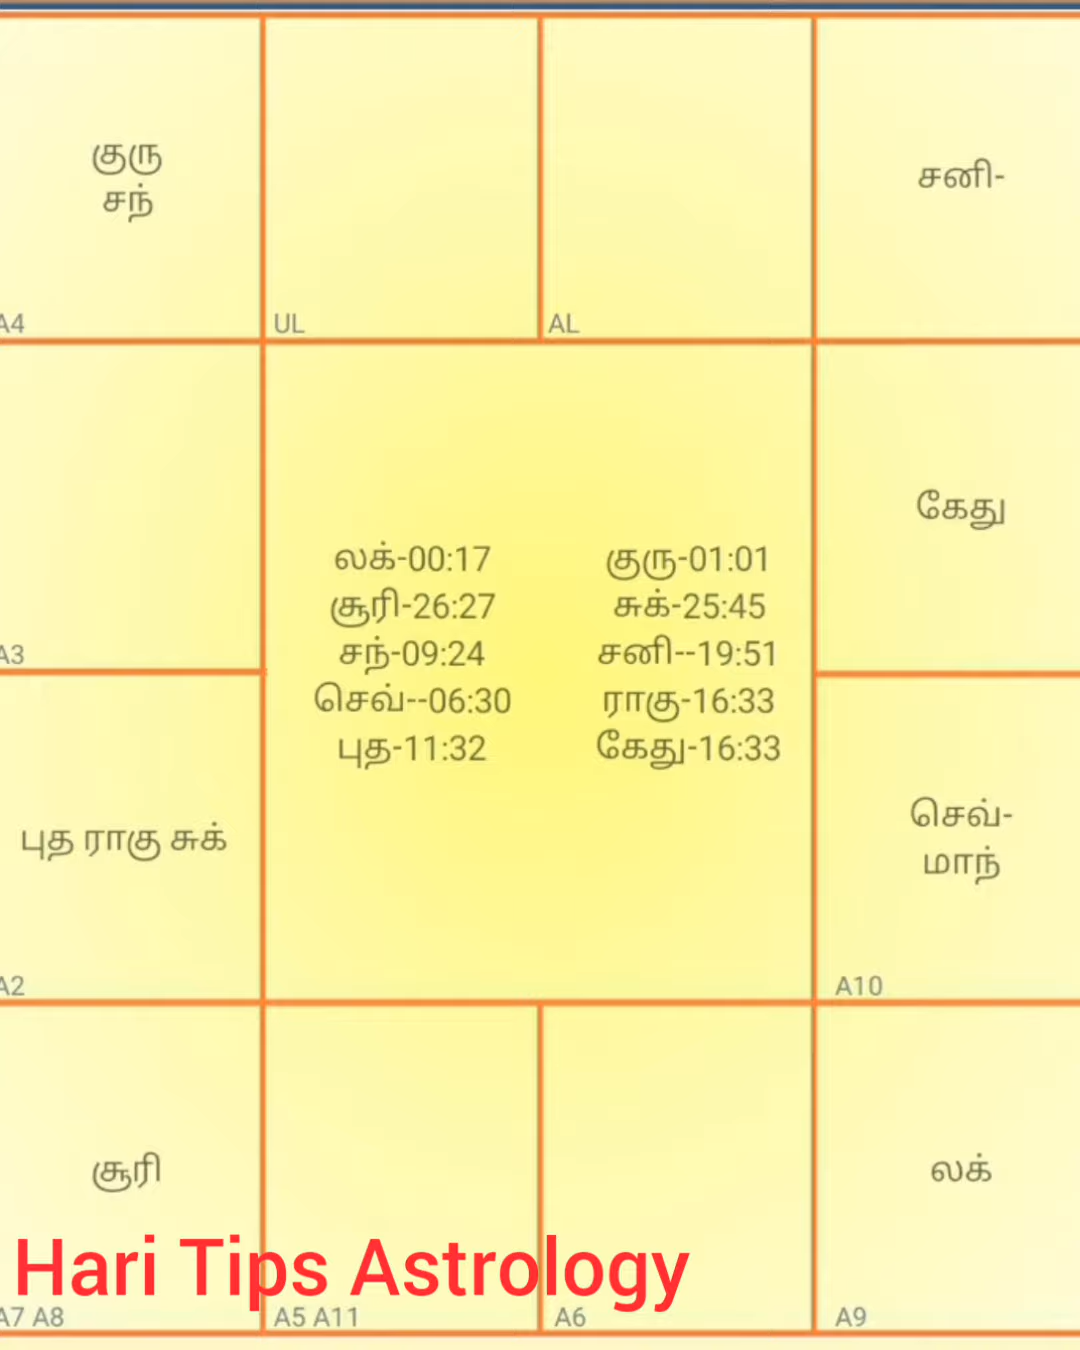 குரு
சந்
சனி-
A4
UL
AL
கேது
A3
லக்-00:17
சூரி-26:27
சந்-09:24
செவ்--06:30
புத-11:32
குரு-01:01
சுக்-25:45
சனி--19:51
ராகு-16:33
கேது-16:33
புத ராகு சுக்
செவ்-
மாந்
A2
A10
சூரி
லக்
Hari Tips Astrology
A7 A8
A5 A11
A6
A9